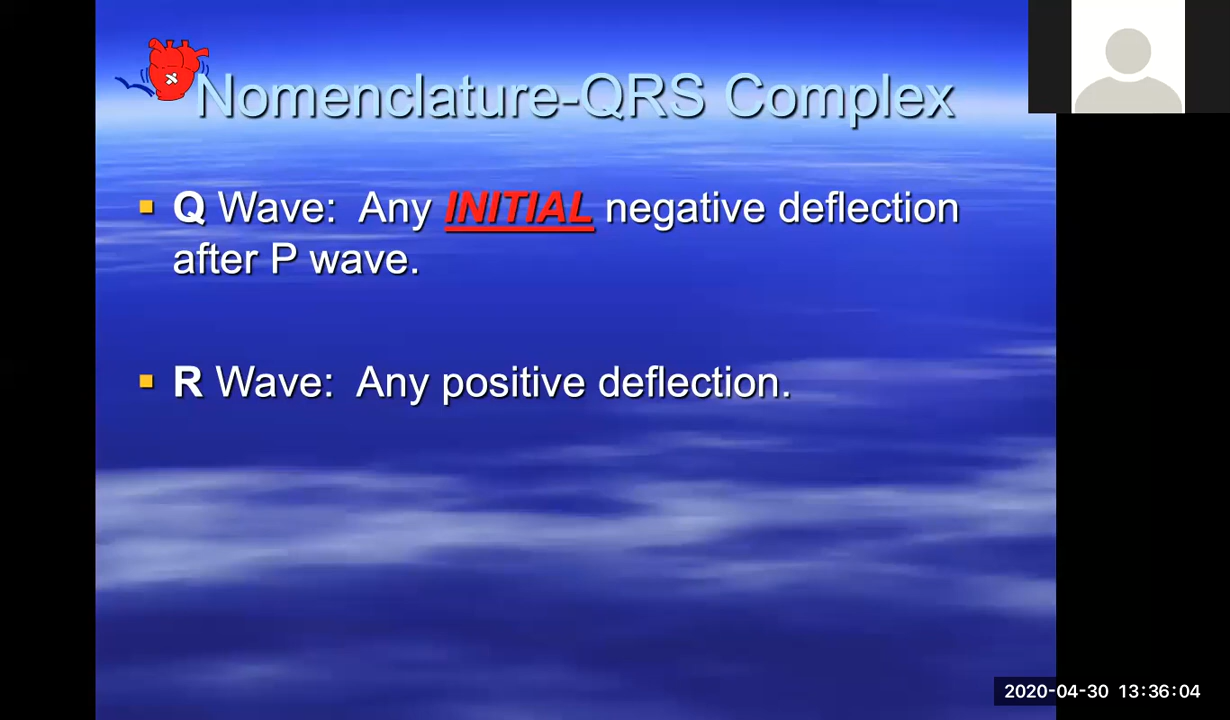 Nomenclature-QRS Complex
Q Wave: Any INITIAL negative deflection
after P wave.
R Wave: Any positive deflection.
2020-04-30 13:36:04